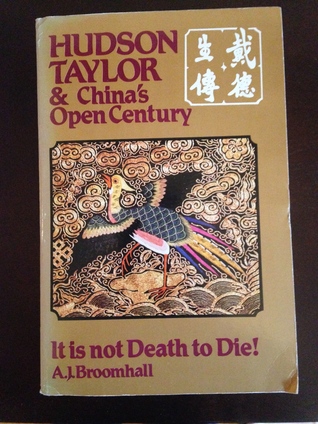 HUDSON
TAYLOR
& China's
Open Century
戴德
生傳
It is not Death to Die!
A.J. Broomhall